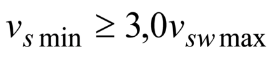 v_{s min} ≥ 3,0v_{sw max}